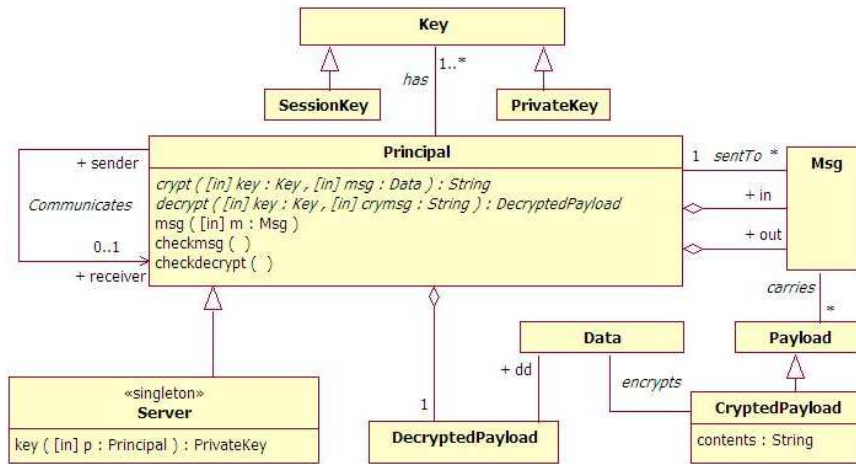 Key
1..*
has
SessionKey
PrivateKey
Principal
crypt ( [in] key : Key , [in] msg : Data ) : String
decrypt ( [in] key : Key , [in] crymsg : String ) : DecryptedPayload
msg ( [in] m : Msg )
checkmsg ( )
checkdecrypt ( )
+ sender
Communicates
0..1
+ receiver
1 sentTo *
Msg
+ in
+ out
carries
*
Data
Payload
+ dd
encrypts
«singleton»
Server
key ( [in] p : Principal ) : PrivateKey
1
DecryptedPayload
CryptedPayload
contents : String